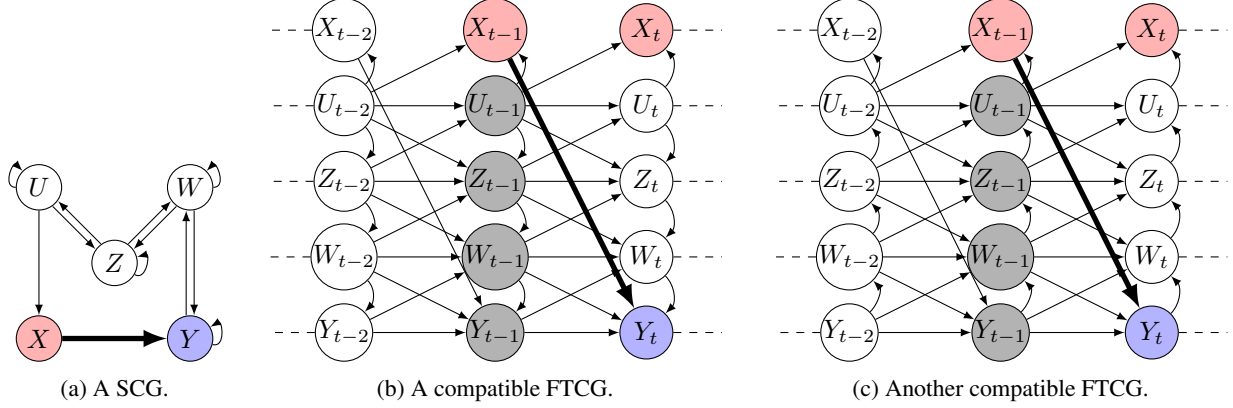 X_{t−2} X_{t−1} X_t X_{t−2} X_{t−1} X_t
U_{t−2} U_{t−1} U_t U_{t−2} U_{t−1} U_t
U W Z_{t−2} Z_{t−1} Z_t Z_{t−2} Z_{t−1} Z_t
Z W_{t−2} W_{t−1} W_t W_{t−2} W_{t−1} W_t
X Y Y_{t−2} Y_{t−1} Y_t Y_{t−2} Y_{t−1} Y_t
(a) A SCG. (b) A compatible FTCG. (c) Another compatible FTCG.